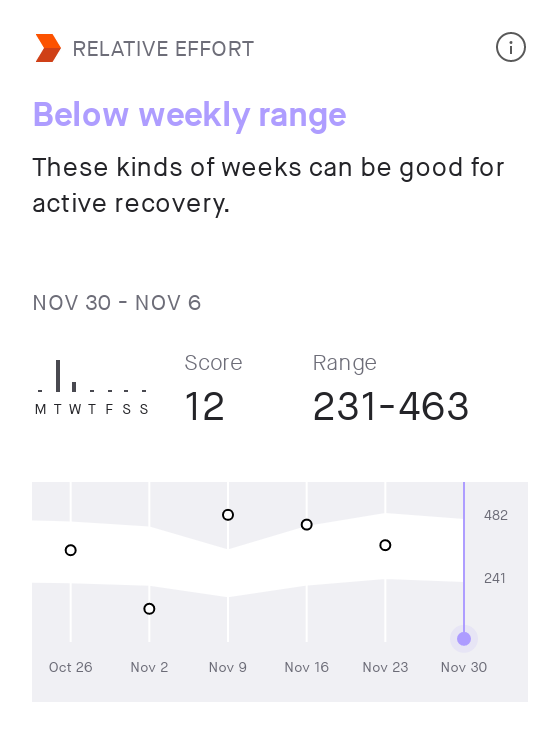 RELATIVE EFFORT
Below weekly range
These kinds of weeks can be good for
active recovery.
NOV 30 - NOV 6
Score
Range
M T W T F S S
12
231-463
482
241
Oct 26
Nov 2
Nov 9
Nov 16
Nov 23
Nov 30